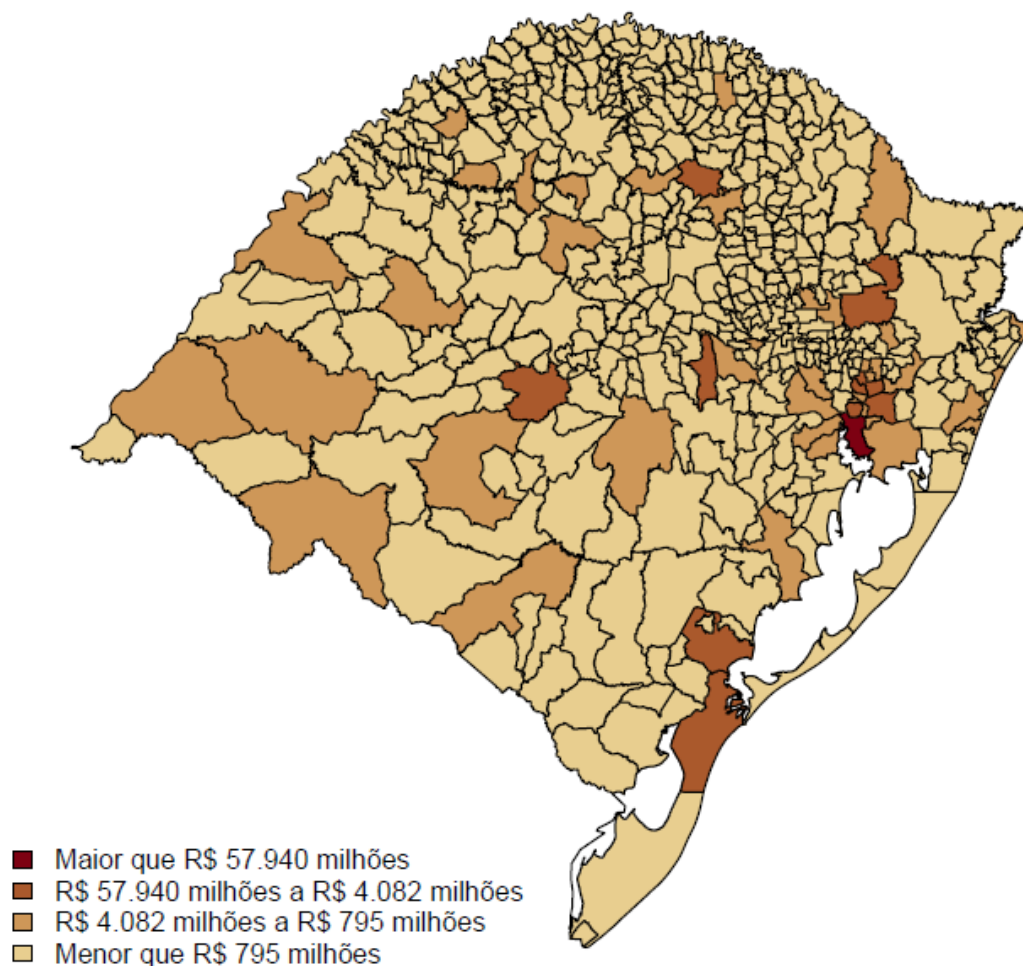 Maior que R$ 57.940 milhões
R$ 57.940 milhões a R$ 4.082 milhões
R$ 4.082 milhões a R$ 795 milhões
Menor que R$ 795 milhões